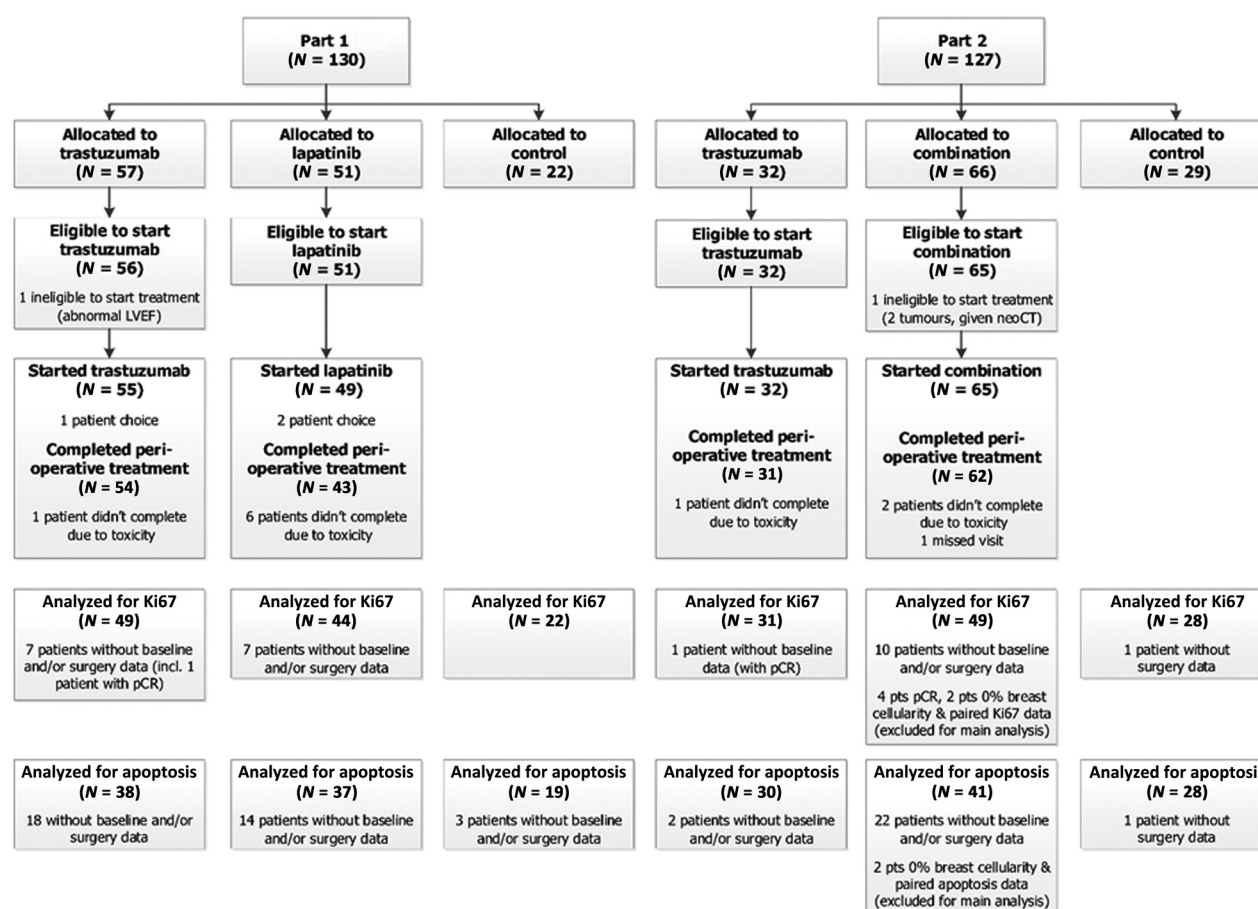 Part 1
(N = 130)
Part 2
(N = 127)
Allocated to
trastuzumab
(N = 57)
Allocated to
lapatinib
(N = 51)
Allocated to
control
(N = 22)
Allocated to
trastuzumab
(N = 32)
Allocated to
combination
(N = 66)
Allocated to
control
(N = 29)
Eligible to start
trastuzumab
(N = 56)
1 ineligible to start treatment
(abnormal LVEF)
Eligible to start
lapatinib
(N = 51)
Eligible to start
trastuzumab
(N = 32)
Eligible to start
combination
(N = 65)
1 ineligible to start treatment
(2 tumours, given neoCT)
Started trastuzumab
(N = 55)
1 patient choice
Completed peri-
operative treatment
(N = 54)
1 patient didn't complete
due to toxicity
Started lapatinib
(N = 49)
2 patient choice
Completed peri-
operative treatment
(N = 43)
6 patients didn't complete
due to toxicity
Started trastuzumab
(N = 32)
Completed peri-
operative treatment
(N = 31)
1 patient didn't complete
due to toxicity
Started combination
(N = 65)
Completed peri-
operative treatment
(N = 62)
2 patients didn't complete
due to toxicity
1 missed visit
Analyzed for Ki67
(N = 49)
7 patients without baseline
and/or surgery data (incl. 1
patient with pCR)
Analyzed for Ki67
(N = 44)
7 patients without baseline
and/or surgery data
Analyzed for Ki67
(N = 22)
Analyzed for Ki67
(N = 31)
1 patient without baseline
data (with pCR)
Analyzed for Ki67
(N = 49)
10 patients without baseline
and/or surgery data
4 pts pCR, 2 pts 0% breast
cellularity & paired Ki67 data
(excluded for main analysis)
Analyzed for Ki67
(N = 28)
1 patient without
surgery data
Analyzed for apoptosis
(N = 38)
18 without baseline and/or
surgery data
Analyzed for apoptosis
(N = 37)
14 patients without baseline
and/or surgery data
Analyzed for apoptosis
(N = 19)
3 patients without baseline
and/or surgery data
Analyzed for apoptosis
(N = 30)
2 patients without baseline
and/or surgery data
Analyzed for apoptosis
(N = 41)
22 patients without baseline
and/or surgery data
2 pts 0% breast cellularity &
paired apoptosis data
(excluded for main analysis)
Analyzed for apoptosis
(N = 28)
1 patient without
surgery data